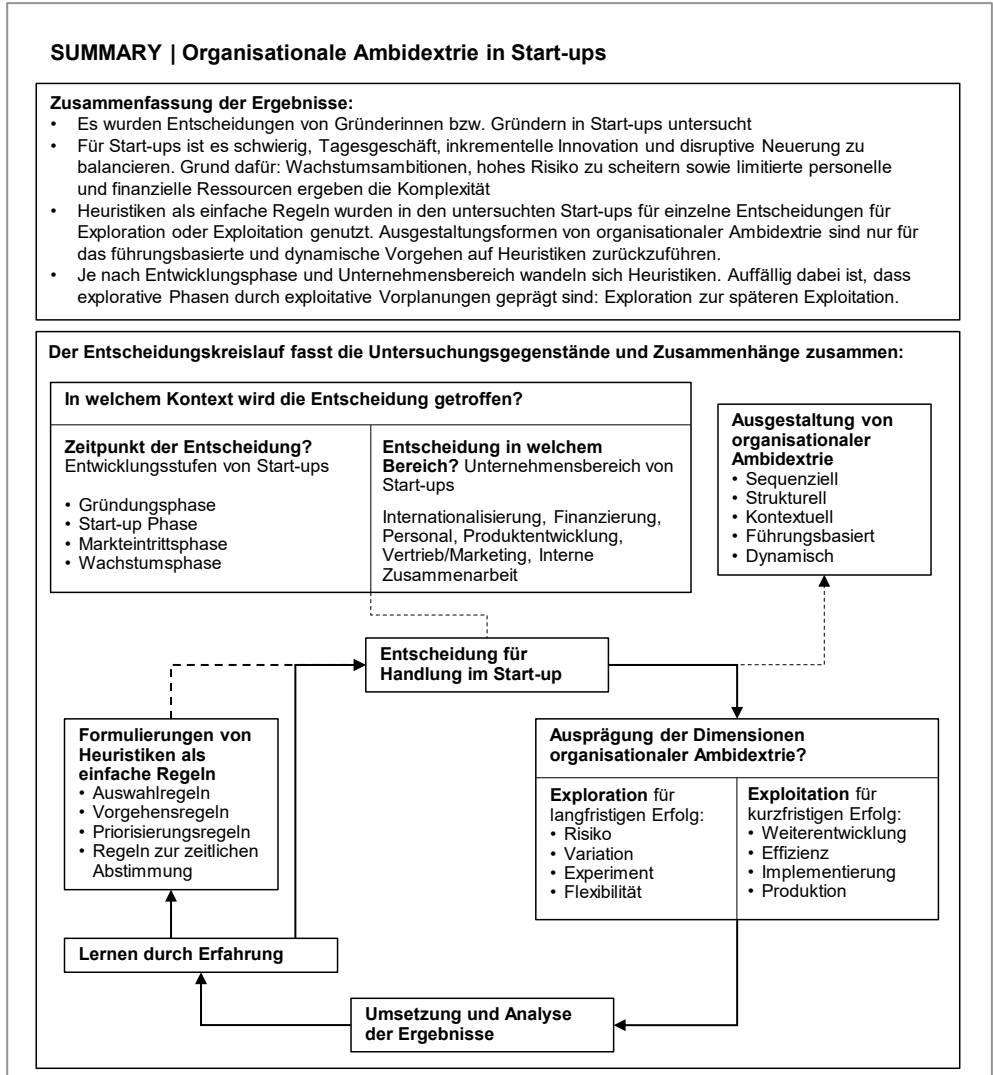 SUMMARY | Organisationale Ambidextrie in Start-ups
Zusammenfassung der Ergebnisse:
• Es wurden Entscheidungen von Gründerinnen bzw. Gründern in Start-ups untersucht
• Für Start-ups ist es schwierig, Tagesgeschäft, inkrementelle Innovation und disruptive Neuerung zu
balancieren. Grund dafür: Wachstumsambitionen, hohes Risiko zu scheitern sowie limitierte personelle
und finanzielle Ressourcen ergeben die Komplexität
• Heuristiken als einfache Regeln wurden in den untersuchten Start-ups für einzelne Entscheidungen für
Exploration oder Exploitation genutzt. Ausgestaltungsformen von organisationaler Ambidextrie sind nur für
das führungsbasierte und dynamische Vorgehen auf Heuristiken zurückzuführen.
• Je nach Entwicklungsphase und Unternehmensbereich wandeln sich Heuristiken. Auffällig dabei ist, dass
explorative Phasen durch exploitative Vorplanungen geprägt sind: Exploration zur späteren Exploitation.
Der Entscheidungskreislauf fasst die Untersuchungsgegenstände und Zusammenhänge zusammen:
In welchem Kontext wird die Entscheidung getroffen?
Zeitpunkt der Entscheidung?
Entwicklungsstufen von Start-ups
• Gründungsphase
• Start-up Phase
• Markteintrittsphase
• Wachstumsphase
Entscheidung in welchem
Bereich? Unternehmensbereich von
Start-ups
Internationalisierung, Finanzierung,
Personal, Produktentwicklung,
Vertrieb/Marketing, Interne
Zusammenarbeit
Ausgestaltung von
organisationaler
Ambidextrie
• Sequenziell
• Strukturell
• Kontextuell
• Führungsbasiert
• Dynamisch
Entscheidung für
Handlung im Start-up
Formulierungen von
Heuristiken als
einfache Regeln
• Auswahlregeln
• Vorgehensregeln
• Priorisierungsregeln
• Regeln zur zeitlichen
Abstimmung
Ausprägung der Dimensionen
organisationaler Ambidextrie?
Exploration für
langfristigen Erfolg:
• Risiko
• Variation
• Experiment
• Flexibilität
Exploitation für
kurzfristigen Erfolg:
• Weiterentwicklung
• Effizienz
• Implementierung
• Produktion
Lernen durch Erfahrung
Umsetzung und Analyse
der Ergebnisse